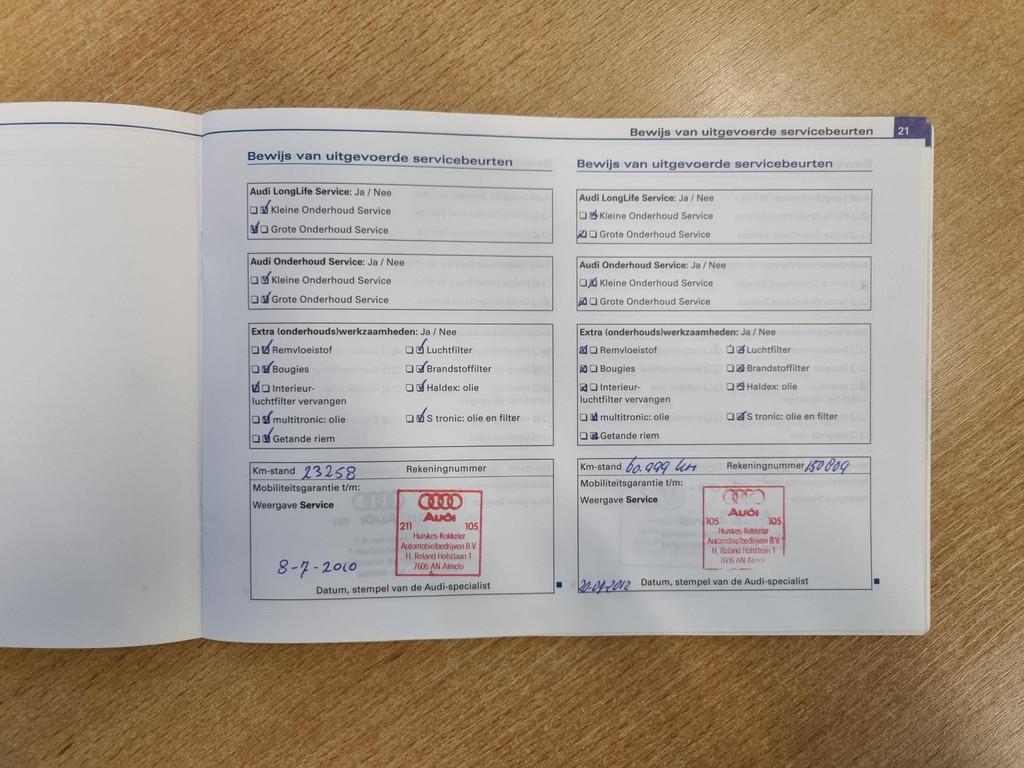 Bewijs van uitgevoerde servicebeurten 21
Bewijs van uitgevoerde servicebeurten
Audi LongLife Service: Ja / Nee
Kleine Onderhoud Service
Grote Onderhoud Service
Audi Onderhoud Service: Ja / Nee
Kleine Onderhoud Service
Grote Onderhoud Service
Extra (onderhouds)werkzaamheden: Ja / Nee
Remvloeistof Luchtfilter
Bougies Brandstoffilter
Interieur- Haldex: olie
luchtfilter vervangen
multitronic: olie S tronic: olie en filter
Getande riem
Km-stand 23258 Rekeningnummer
Mobiliteitsgarantie t/m:
Weergave Service
Audi
211 105
Huiskes-Kokkeler
Automobielbedrijven B.V.
H. Roland Holstlaan 1
7606 AN Almelo
8-7-2010
Datum, stempel van de Audi-specialist
Bewijs van uitgevoerde servicebeurten
Audi LongLife Service: Ja / Nee
Kleine Onderhoud Service
Grote Onderhoud Service
Audi Onderhoud Service: Ja / Nee
Kleine Onderhoud Service
Grote Onderhoud Service
Extra (onderhouds)werkzaamheden: Ja / Nee
Remvloeistof Luchtfilter
Bougies Brandstoffilter
Interieur- Haldex: olie
luchtfilter vervangen
multitronic: olie S tronic: olie en filter
Getande riem
Km-stand 60.999 km Rekeningnummer 150809
Mobiliteitsgarantie t/m:
Weergave Service
Audi
105 105
Huiskes-Kokkeler
Automobielbedrijven B.V.
H. Roland Holstlaan 1
7606 AN Almelo
Datum, stempel van de Audi-specialist